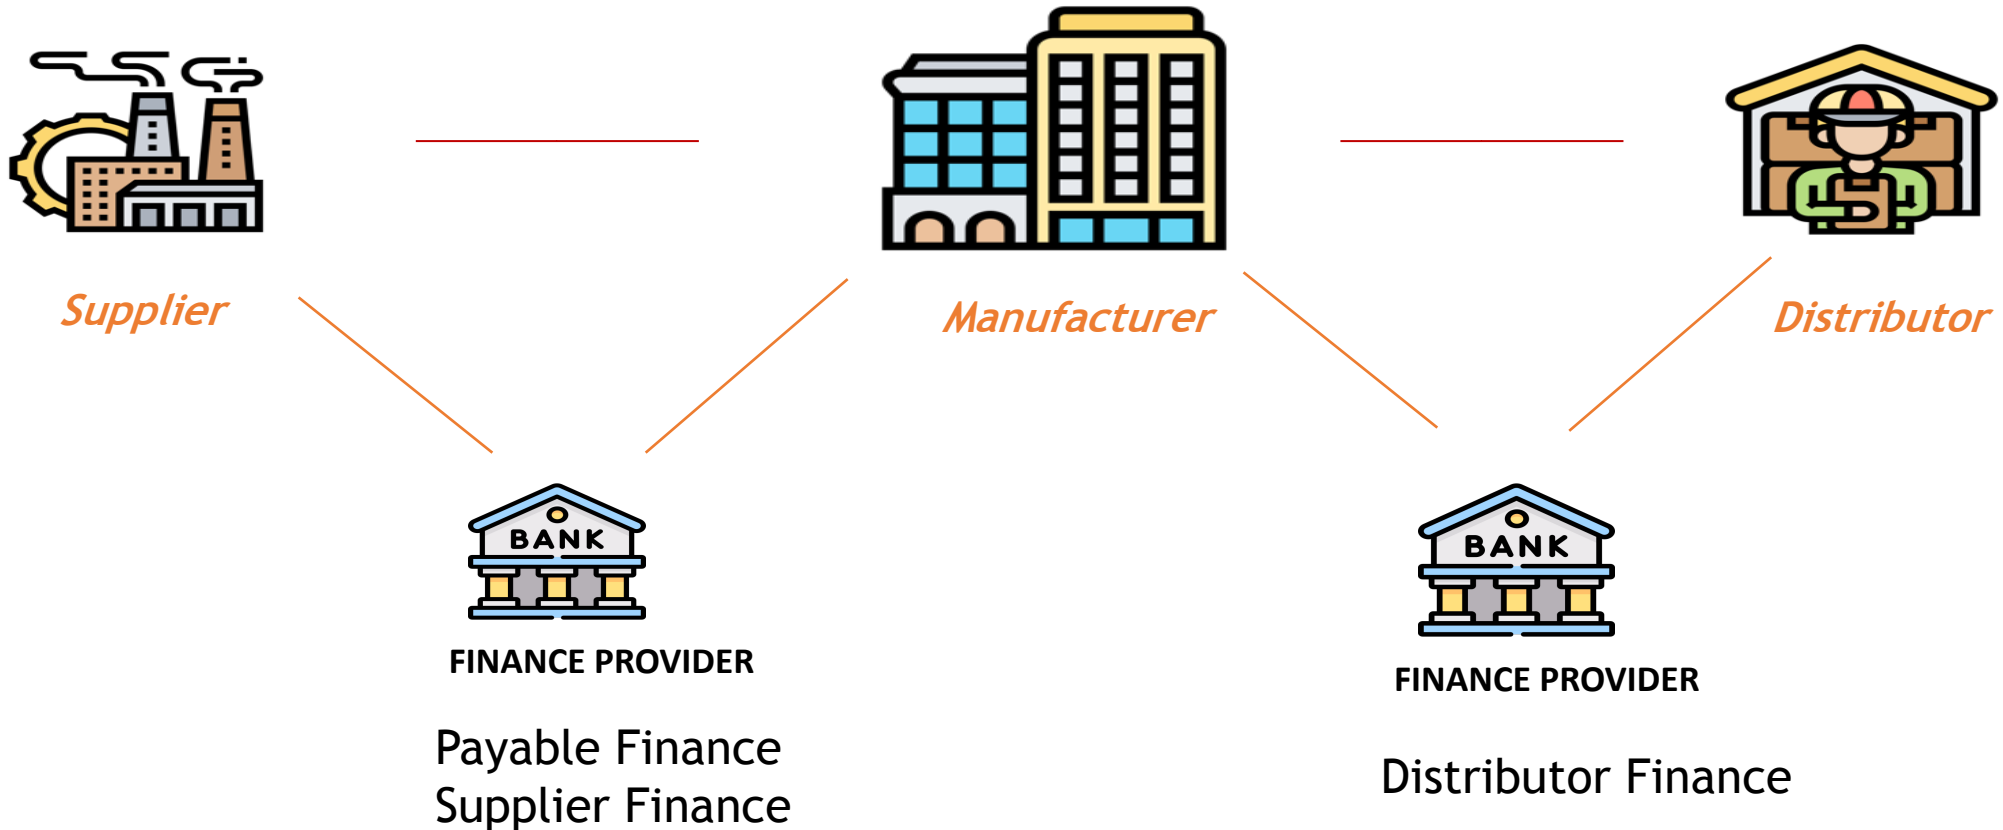 Supplier
Manufacturer
Distributor
BANK
FINANCE PROVIDER
Payable Finance
Supplier Finance
BANK
FINANCE PROVIDER
Distributor Finance